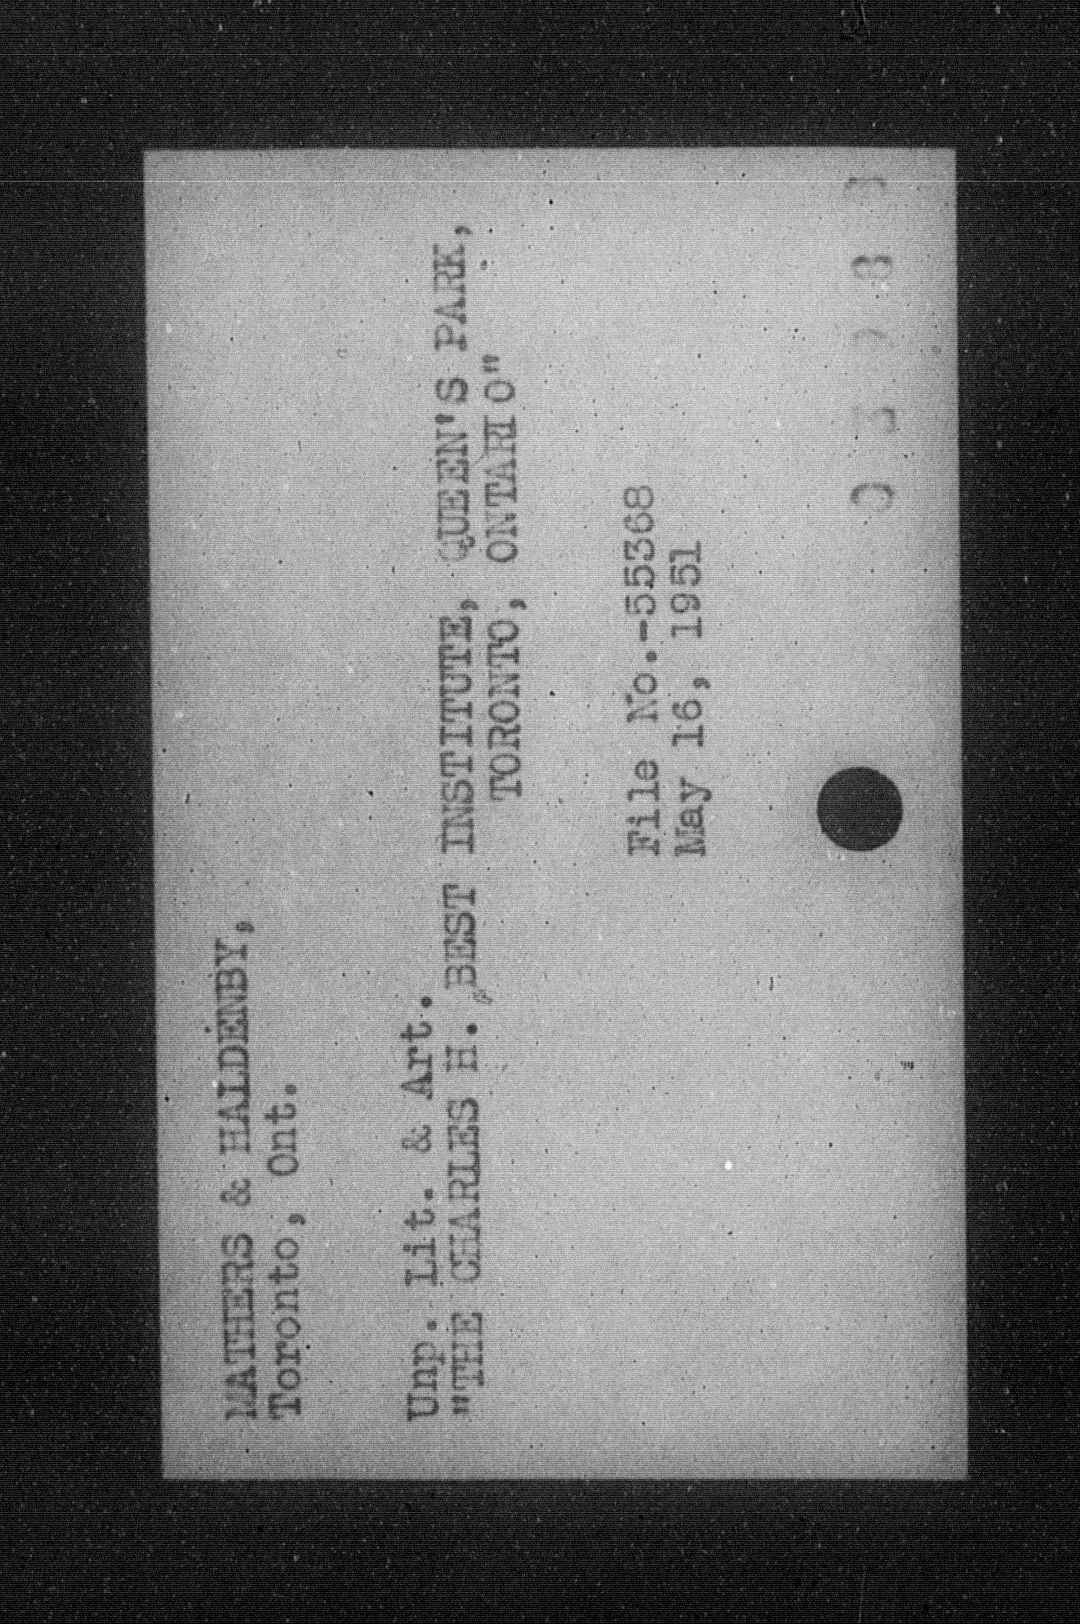 MATHERS & HALDENBY,
Toronto, Ont.
Unp. Lit. & Art.
"THE CHARLES H. BEST INSTITUTE, QUEEN'S PARK,
TORONTO, ONTARIO"
File No.-55368
May 16, 1951